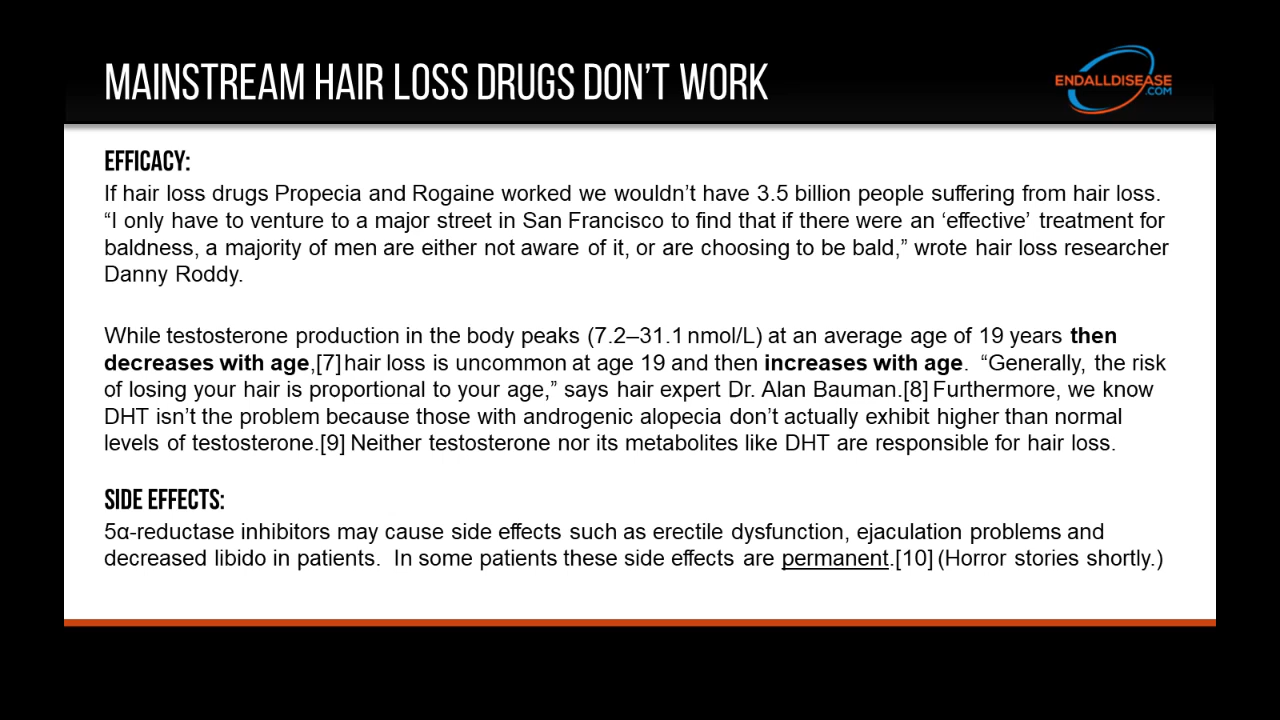 MAINSTREAM HAIR LOSS DRUGS DON'T WORK
ENDALLDISEASE
.COM
EFFICACY:
If hair loss drugs Propecia and Rogaine worked we wouldn't have 3.5 billion people suffering from hair loss.
“I only have to venture to a major street in San Francisco to find that if there were an ‘effective’ treatment for
baldness, a majority of men are either not aware of it, or are choosing to be bald,” wrote hair loss researcher
Danny Roddy.
While testosterone production in the body peaks (7.2–31.1 nmol/L) at an average age of 19 years then
decreases with age,[7] hair loss is uncommon at age 19 and then increases with age. “Generally, the risk
of losing your hair is proportional to your age,” says hair expert Dr. Alan Bauman.[8] Furthermore, we know
DHT isn't the problem because those with androgenic alopecia don't actually exhibit higher than normal
levels of testosterone.[9] Neither testosterone nor its metabolites like DHT are responsible for hair loss.
SIDE EFFECTS:
5α-reductase inhibitors may cause side effects such as erectile dysfunction, ejaculation problems and
decreased libido in patients. In some patients these side effects are permanent.[10] (Horror stories shortly.)